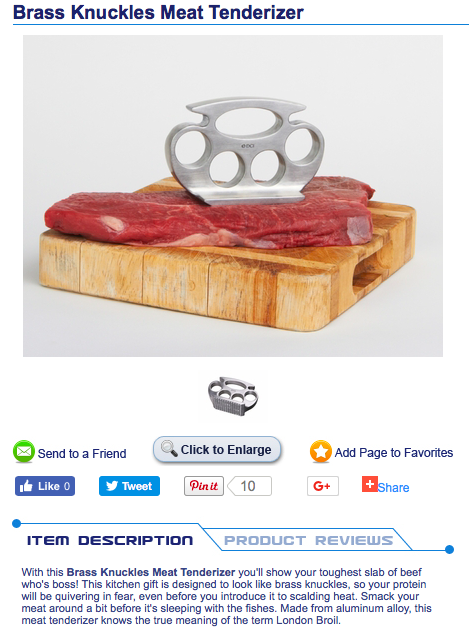 Brass Knuckles Meat Tenderizer
Send to a Friend
Click to Enlarge
Add Page to Favorites
Like 0
Tweet
Pin it
10
G+
Share
ITEM DESCRIPTION
PRODUCT REVIEWS
With this Brass Knuckles Meat Tenderizer you'll show your toughest slab of beef
who's boss! This kitchen gift is designed to look like brass knuckles, so your protein
will be quivering in fear, even before you introduce it to scalding heat. Smack your
meat around a bit before it's sleeping with the fishes. Made from aluminum alloy, this
meat tenderizer knows the true meaning of the term London Broil.